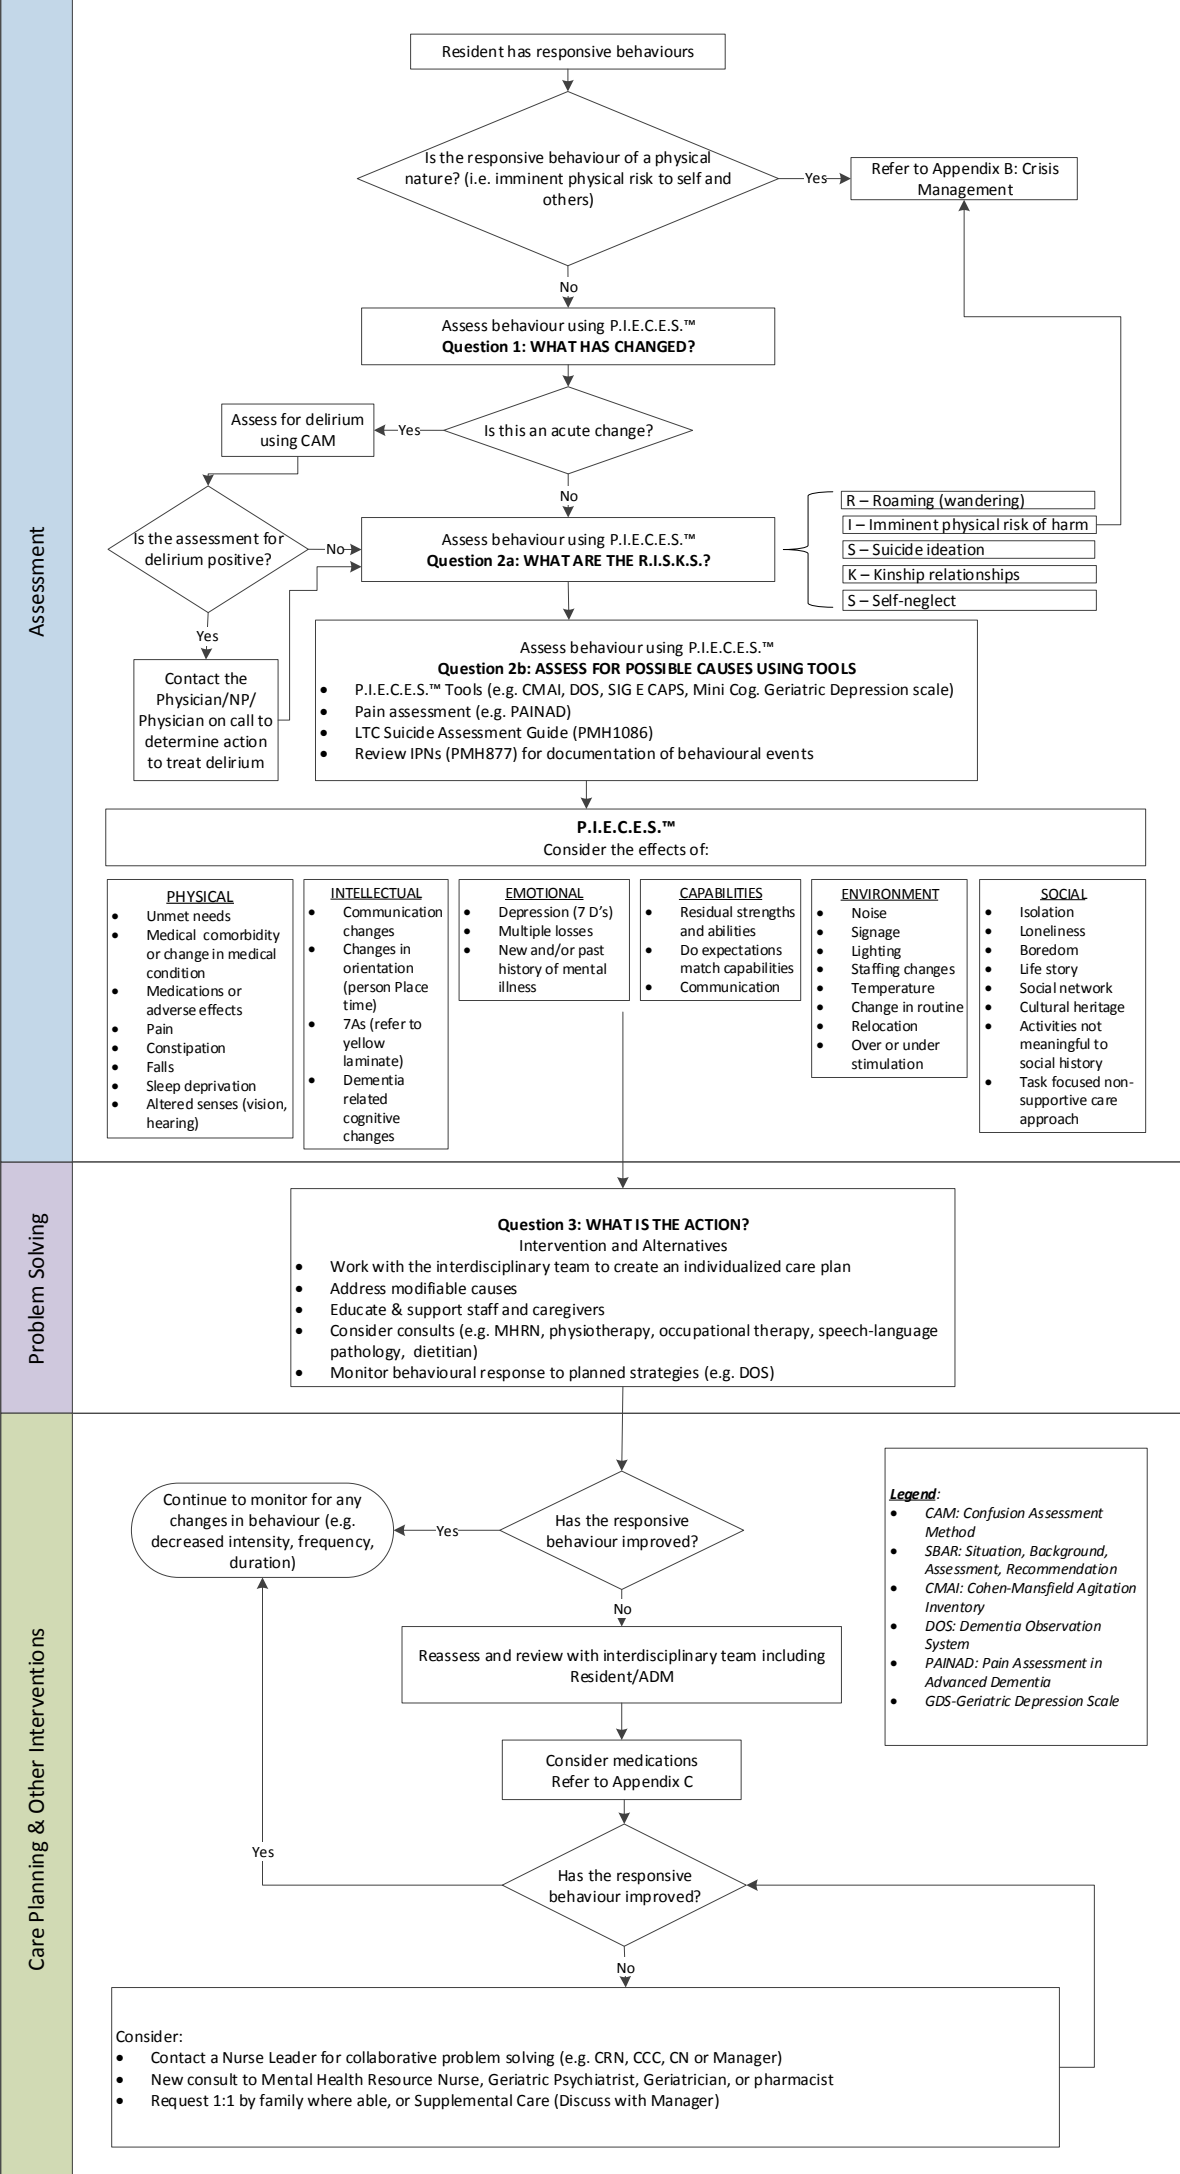 Assessment
Resident has responsive behaviours
Is the responsive behaviour of a physical
nature? (i.e. imminent physical risk to self and
others)
Yes
Refer to Appendix B: Crisis
Management
No
Assess behaviour using P.I.E.C.E.S.™
Question 1: WHAT HAS CHANGED?
Is this an acute change?
Yes
Assess for delirium
using CAM
No
Is the assessment for
delirium positive?
No
Assess behaviour using P.I.E.C.E.S.™
Question 2a: WHAT ARE THE R.I.S.K.S.?
R – Roaming (wandering)
I – Imminent physical risk of harm
S – Suicide ideation
K – Kinship relationships
S – Self-neglect
Yes
Contact the
Physician/NP/
Physician on call to
determine action
to treat delirium
Assess behaviour using P.I.E.C.E.S.™
Question 2b: ASSESS FOR POSSIBLE CAUSES USING TOOLS
• P.I.E.C.E.S.™ Tools (e.g. CMAI, DOS, SIG E CAPS, Mini Cog. Geriatric Depression scale)
• Pain assessment (e.g. PAINAD)
• LTC Suicide Assessment Guide (PMH1086)
• Review IPNs (PMH877) for documentation of behavioural events
P.I.E.C.E.S.™
Consider the effects of:
PHYSICAL
• Unmet needs
• Medical comorbidity
or change in medical
condition
• Medications or
adverse effects
• Pain
• Constipation
• Falls
• Sleep deprivation
• Altered senses (vision,
hearing)
INTELLECTUAL
• Communication
changes
• Changes in
orientation
(person Place
time)
• 7As (refer to
yellow
laminate)
• Dementia
related
cognitive
changes
EMOTIONAL
• Depression (7 D's)
• Multiple losses
• New and/or past
history of mental
illness
CAPABILITIES
• Residual strengths
and abilities
• Do expectations
match capabilities
• Communication
ENVIRONMENT
• Noise
• Signage
• Lighting
• Staffing changes
• Temperature
• Change in routine
• Relocation
• Over or under
stimulation
SOCIAL
• Isolation
• Loneliness
• Boredom
• Life story
• Social network
• Cultural heritage
• Activities not
meaningful to
social history
• Task focused non-
supportive care
approach
Problem Solving
Question 3: WHAT IS THE ACTION?
Intervention and Alternatives
• Work with the interdisciplinary team to create an individualized care plan
• Address modifiable causes
• Educate & support staff and caregivers
• Consider consults (e.g. MHRN, physiotherapy, occupational therapy, speech-language
pathology, dietitian)
• Monitor behavioural response to planned strategies (e.g. DOS)
Care Planning & Other Interventions
Has the responsive
behaviour improved?
Yes
Continue to monitor for any
changes in behaviour (e.g.
decreased intensity, frequency,
duration)
Legend:
• CAM: Confusion Assessment
Method
• SBAR: Situation, Background,
Assessment, Recommendation
• CMAI: Cohen-Mansfield Agitation
Inventory
• DOS: Dementia Observation
System
• PAINAD: Pain Assessment in
Advanced Dementia
• GDS-Geriatric Depression Scale
No
Reassess and review with interdisciplinary team including
Resident/ADM
Consider medications
Refer to Appendix C
Has the responsive
behaviour improved?
Yes
No
Consider:
• Contact a Nurse Leader for collaborative problem solving (e.g. CRN, CCC, CN or Manager)
• New consult to Mental Health Resource Nurse, Geriatric Psychiatrist, Geriatrician, or pharmacist
• Request 1:1 by family where able, or Supplemental Care (Discuss with Manager)